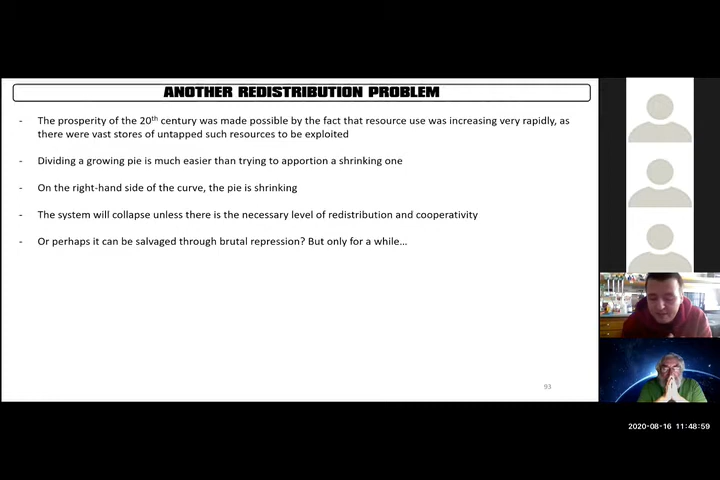 ANOTHER REDISTRIBUTION PROBLEM
- The prosperity of the 20th century was made possible by the fact that resource use was increasing very rapidly, as
there were vast stores of untapped such resources to be exploited
- Dividing a growing pie is much easier than trying to apportion a shrinking one
- On the right-hand side of the curve, the pie is shrinking
- The system will collapse unless there is the necessary level of redistribution and cooperativity
- Or perhaps it can be salvaged through brutal repression? But only for a while…
93
2020-08-16 11:48:59